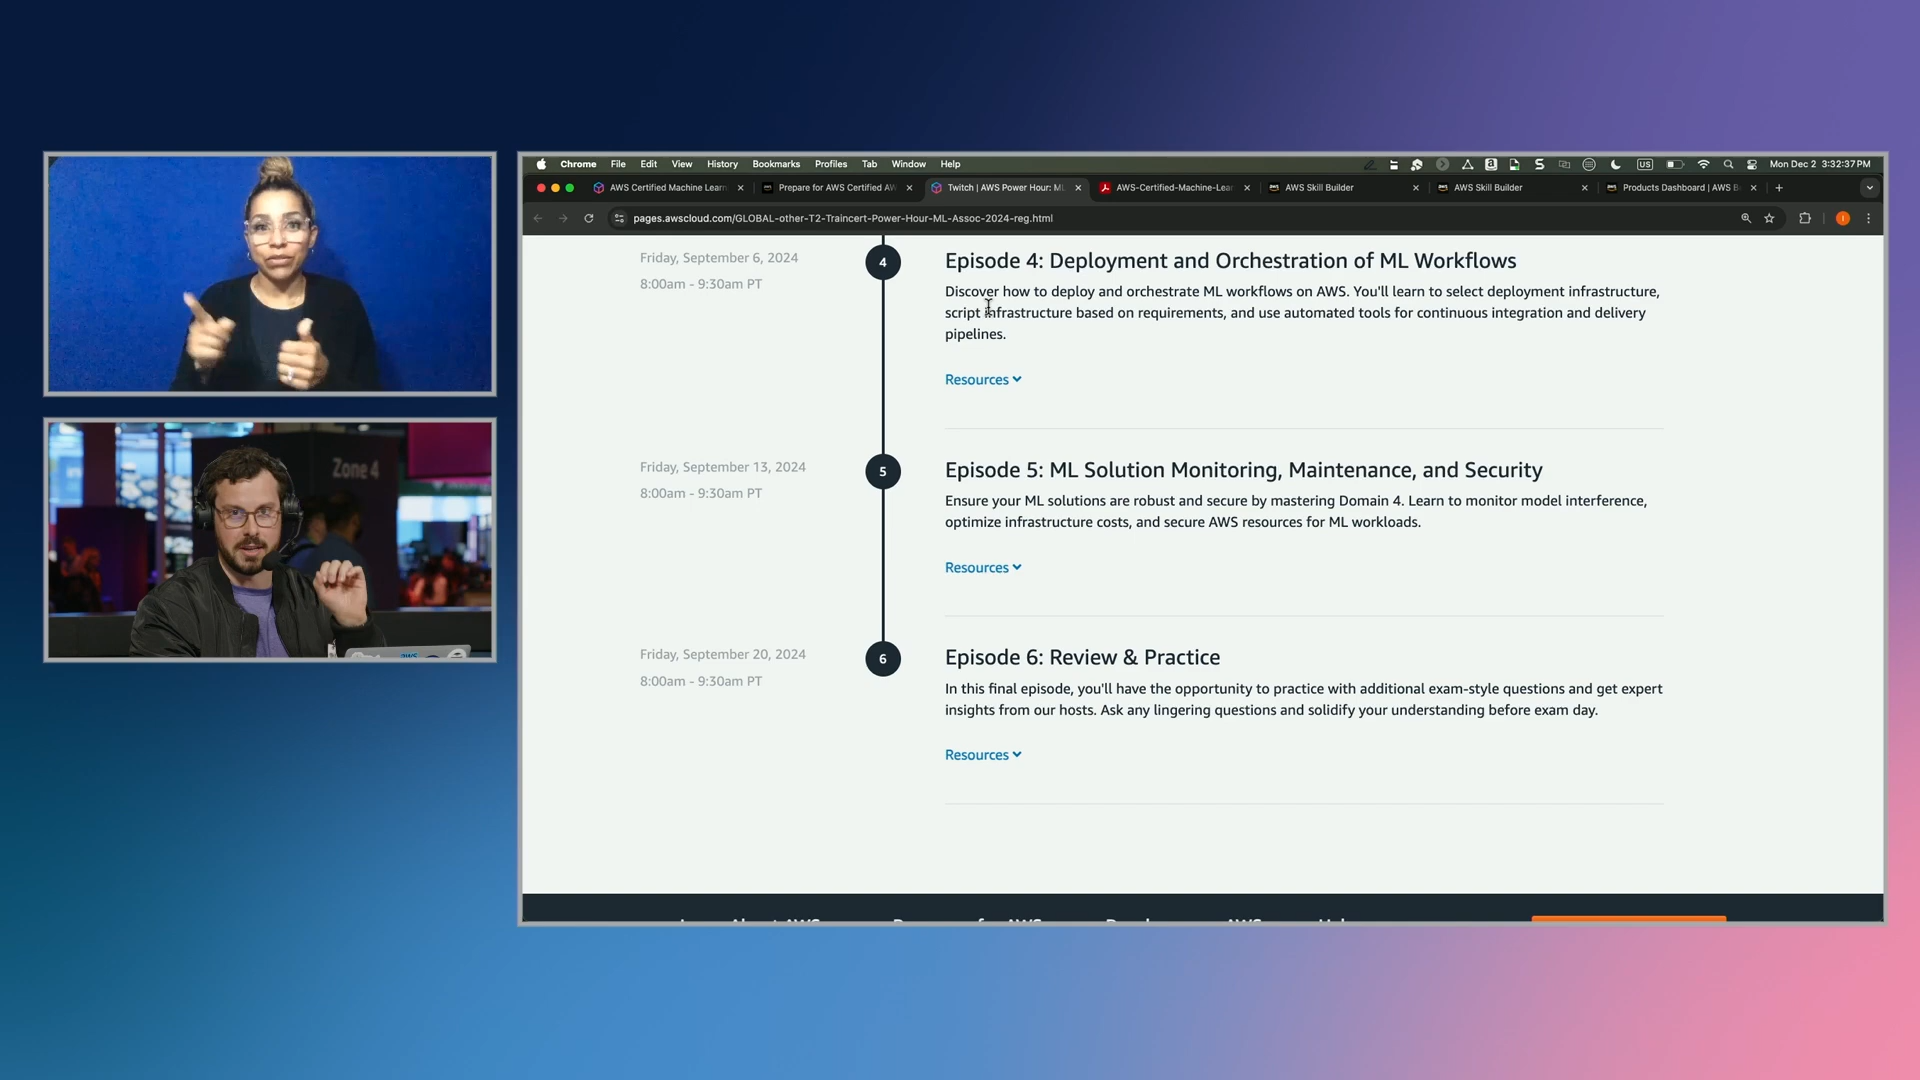 Chrome File Edit View History Bookmarks Profiles Tab Window Help
US
Mon Dec 2 3:32:37 PM
AWS Certified Machine Learn
Prepare for AWS Certified AW
Twitch | AWS Power Hour: ML
AWS-Certified-Machine-Lear
AWS Skill Builder
AWS Skill Builder
Products Dashboard | AWS B
pages.awscloud.com/GLOBAL-other-T2-Traincert-Power-Hour-ML-Assoc-2024-reg.html
Zone 4
aws
Friday, September 6, 2024
8:00am - 9:30am PT
4
Episode 4: Deployment and Orchestration of ML Workflows
Discover how to deploy and orchestrate ML workflows on AWS. You'll learn to select deployment infrastructure,
script infrastructure based on requirements, and use automated tools for continuous integration and delivery
pipelines.
Resources
Friday, September 13, 2024
8:00am - 9:30am PT
5
Episode 5: ML Solution Monitoring, Maintenance, and Security
Ensure your ML solutions are robust and secure by mastering Domain 4. Learn to monitor model interference,
optimize infrastructure costs, and secure AWS resources for ML workloads.
Resources
Friday, September 20, 2024
8:00am - 9:30am PT
6
Episode 6: Review & Practice
In this final episode, you'll have the opportunity to practice with additional exam-style questions and get expert
insights from our hosts. Ask any lingering questions and solidify your understanding before exam day.
Resources